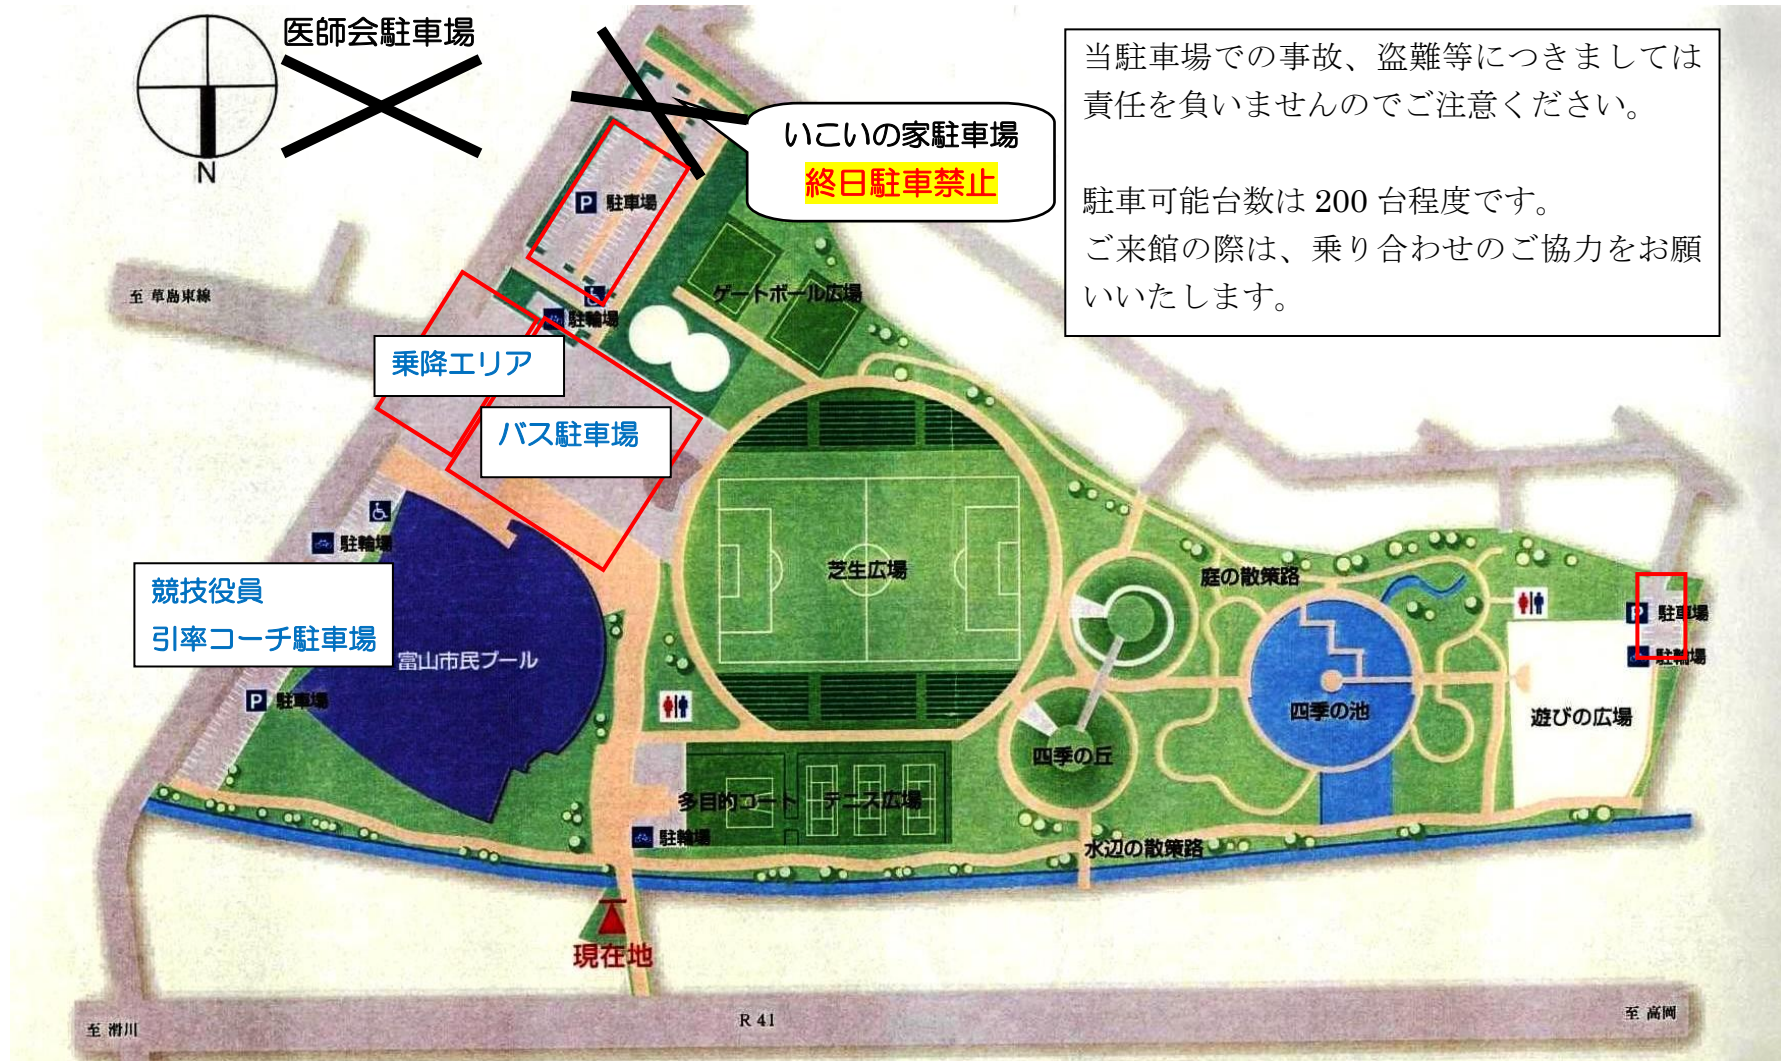 医師会駐車場
N
いこいの家駐車場
終日駐車禁止
当駐車場での事故、盗難等につきましては
責任を負いませんのでご注意ください。
駐車可能台数は 200 台程度です。
ご来館の際は、乗り合わせのご協力をお願
いいたします。
P 駐車場
至 草島東線
駐輪場
ゲートボール広場
乗降エリア
バス駐車場
駐輪場
競技役員
引率コーチ駐車場
富山市民プール
P 駐車場
芝生広場
庭の散策路
P 駐車場
駐輪場
四季の池
遊びの広場
四季の丘
多目的コート
テニス広場
駐輪場
水辺の散策路
現在地
至 滑川
R 41
至 高岡